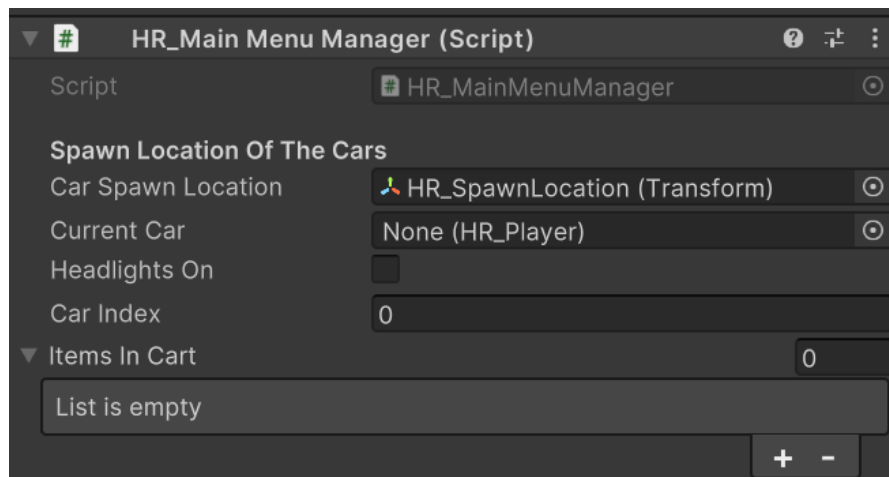 HR_Main Menu Manager (Script)
Script HR_MainMenuManager
Spawn Location Of The Cars
Car Spawn Location HR_SpawnLocation (Transform)
Current Car None (HR_Player)
Headlights On
Car Index 0
Items In Cart 0
List is empty
+ -